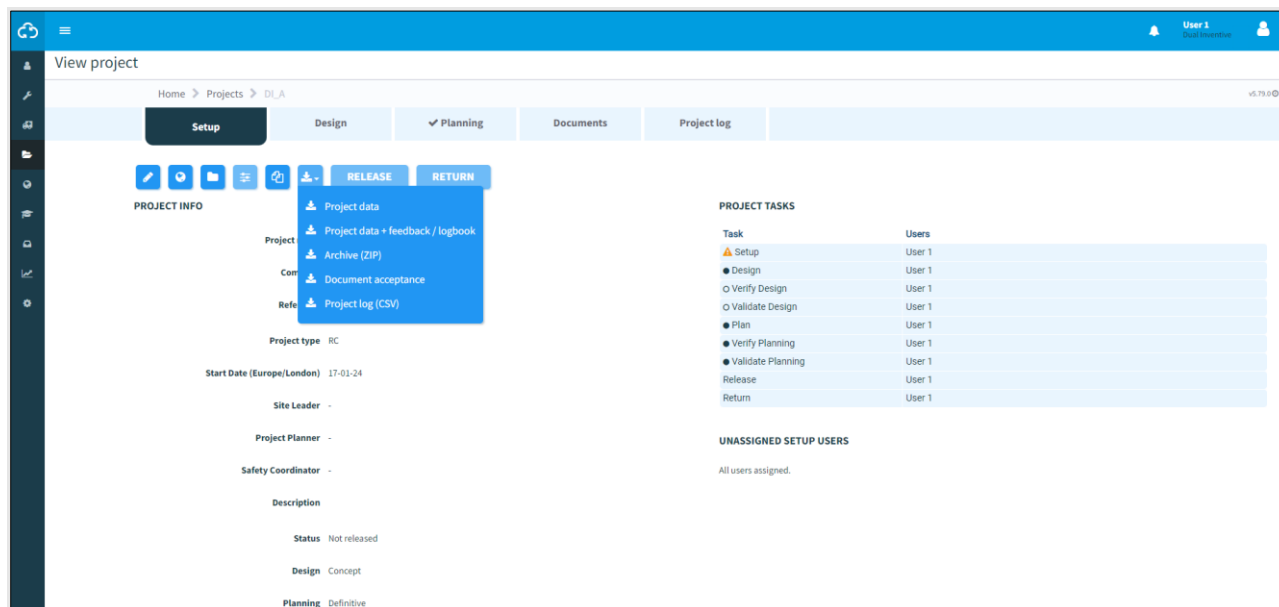 User 1
Dual Inventive
View project
Home Projects DI_A
v5.79.0
Setup Design Planning Documents Project log
RELEASE RETURN
PROJECT INFO
Project data
Project data + feedback / logbook
Archive (ZIP)
Document acceptance
Project log (CSV)
Project
Com
Refe
Project type RC
Start Date (Europe/London) 17-01-24
Site Leader -
Project Planner -
Safety Coordinator -
Description
Status Not released
Design Concept
Planning Definitive
PROJECT TASKS
Task Users
Setup User 1
Design User 1
Verify Design User 1
Validate Design User 1
Plan User 1
Verify Planning User 1
Validate Planning User 1
Release User 1
Return User 1
UNASSIGNED SETUP USERS
All users assigned.